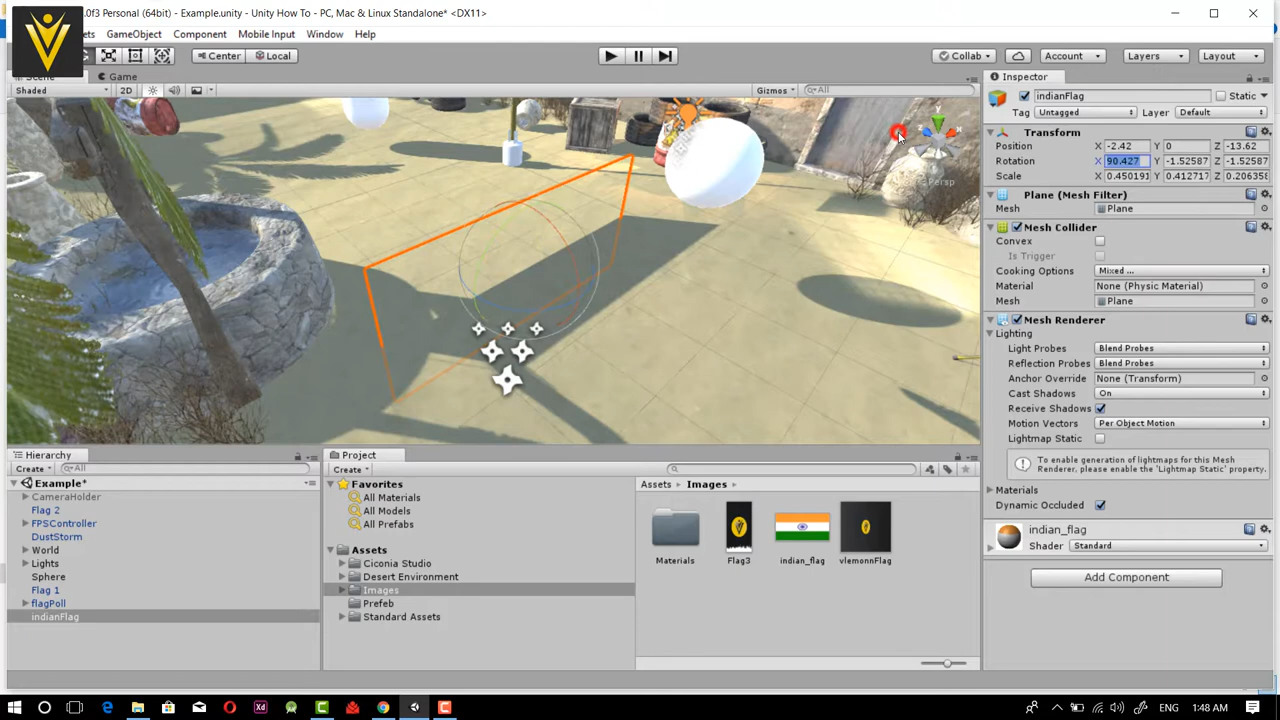 .0f3 Personal (64bit) - Example.unity - Unity How To - PC, Mac & Linux Standalone* <DX11>
ets GameObject Component Mobile Input Window Help
Center Local Collab Account Layers Layout
Scene Game Inspector
Shaded 2D Gizmos All
indianFlag Static
Tag Untagged Layer Default
Transform
Position X -2.42 Y 0 Z -13.62
Rotation X 90.427 Y -1.52587 Z -1.52587
Scale X 0.450191 Y 0.412717 Z 0.206358
Persp
Plane (Mesh Filter)
Mesh Plane
Mesh Collider
Convex
Is Trigger
Cooking Options Mixed ...
Material None (Physic Material)
Mesh Plane
Mesh Renderer
Lighting
Light Probes Blend Probes
Reflection Probes Blend Probes
Anchor Override None (Transform)
Cast Shadows On
Receive Shadows
Motion Vectors Per Object Motion
Lightmap Static
To enable generation of lightmaps for this Mesh
Renderer, please enable the 'Lightmap Static' property.
Materials
Dynamic Occluded
indian_flag
Shader Standard
Add Component
Hierarchy
Create All
Example*
CameraHolder
Flag 2
FPSController
DustStorm
World
Lights
Sphere
Flag 1
flagPoll
indianFlag
Project
Create
Favorites
All Materials
All Models
All Prefabs
Assets
Ciconia Studio
Desert Environment
Images
Prefeb
Standard Assets
Assets Images
Materials Flag3 indian_flag vlemonnFlag
ENG 1:48 AM